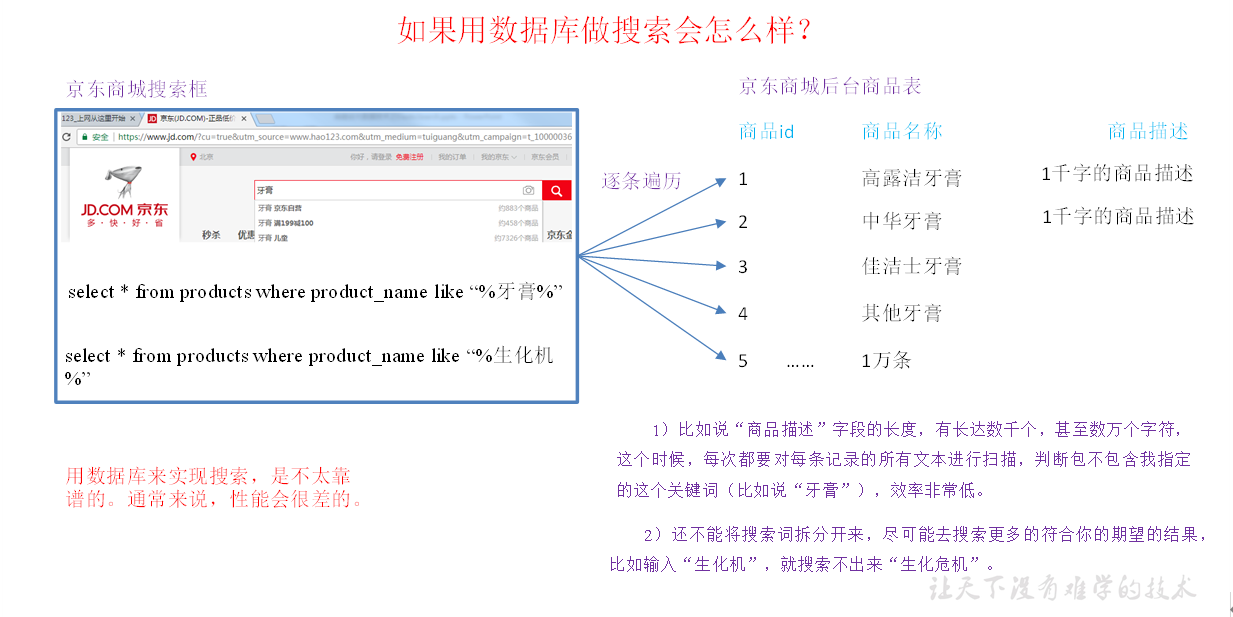 如果用数据库做搜索会怎么样?
京东商城搜索框
123_上网从这里开始
京东(JD.COM)-正品低价
安全 https://www.jd.com/?cu=true&utm_source=www.hao123.com&utm_medium=tuiguang&utm_campaign=t_10000036
北京
你好，请登录 免费注册 我的订单 我的京东 京东会员
牙膏
JD.COM 京东
多·快·好·省
牙膏 京东自营 约883个商品
牙膏 满199减100 约458个商品
牙膏 儿童 约7326个商品
秒杀 优惠 京东金
select * from products where product_name like “%牙膏%”
select * from products where product_name like “%生化机
%”
用数据库来实现搜索，是不太靠
谱的。通常来说，性能会很差的。
逐条遍历
京东商城后台商品表
商品id 商品名称 商品描述
1 高露洁牙膏 1千字的商品描述
2 中华牙膏 1千字的商品描述
3 佳洁士牙膏
4 其他牙膏
5 …… 1万条
1）比如说“商品描述”字段的长度，有长达数千个，甚至数万个字符，
这个时候，每次都要对每条记录的所有文本进行扫描，判断包不包含我指定
的这个关键词（比如说“牙膏”），效率非常低。
2）还不能将搜索词拆分开来，尽可能去搜索更多的符合你的期望的结果，
比如输入“生化机”，就搜索不出来“生化危机”。
让天下没有难学的技术